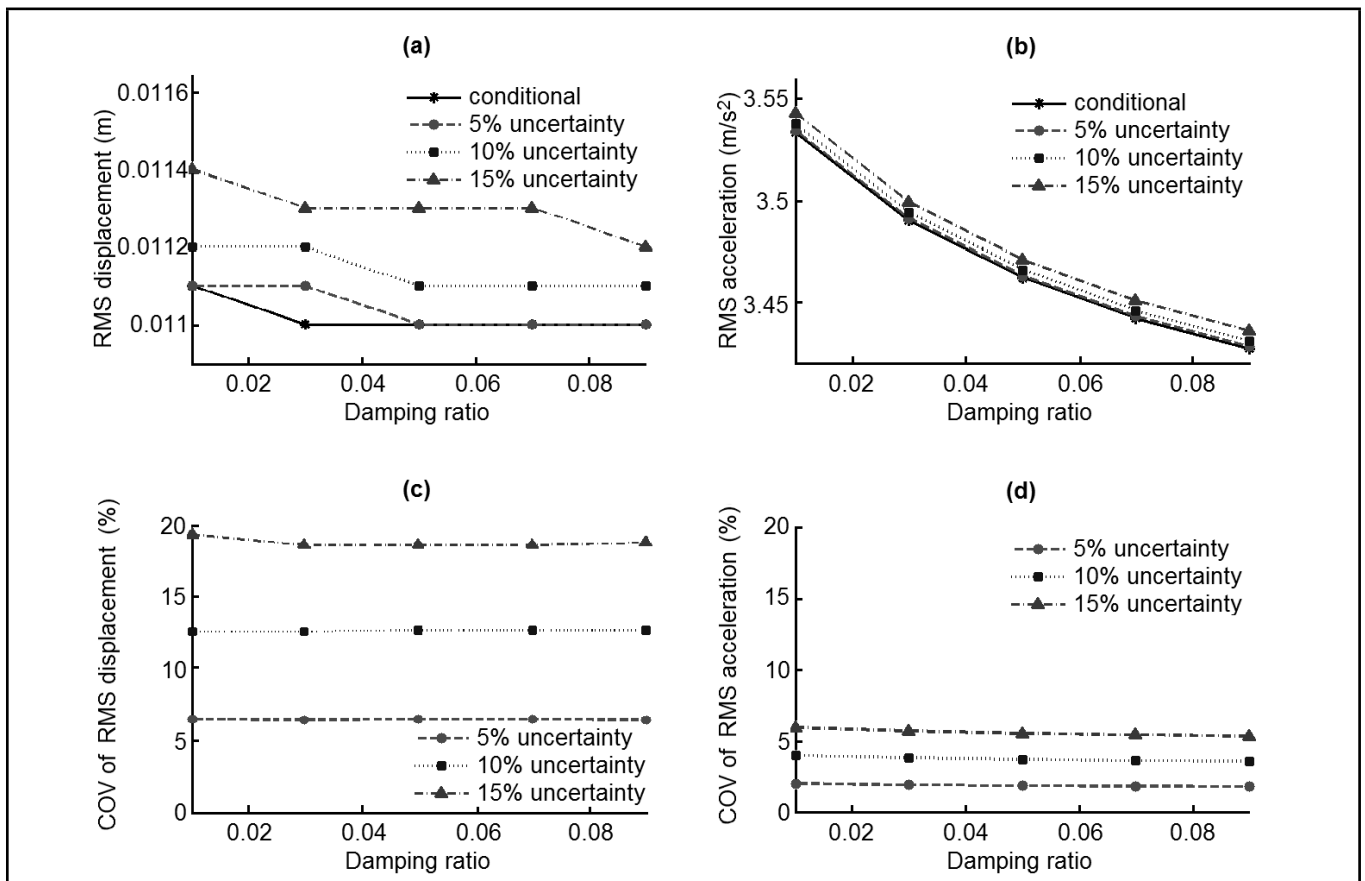 (a)
RMS displacement (m)
0.0116
0.0114
0.0112
0.011
conditional
5% uncertainty
10% uncertainty
15% uncertainty
0.02 0.04 0.06 0.08
Damping ratio
(b)
RMS acceleration (m/s²)
3.55
3.5
3.45
conditional
5% uncertainty
10% uncertainty
15% uncertainty
0.02 0.04 0.06 0.08
Damping ratio
(c)
COV of RMS displacement (%)
20
15
10
5
0
5% uncertainty
10% uncertainty
15% uncertainty
0.02 0.04 0.06 0.08
Damping ratio
(d)
COV of RMS acceleration (%)
20
15
10
5
0
5% uncertainty
10% uncertainty
15% uncertainty
0.02 0.04 0.06 0.08
Damping ratio